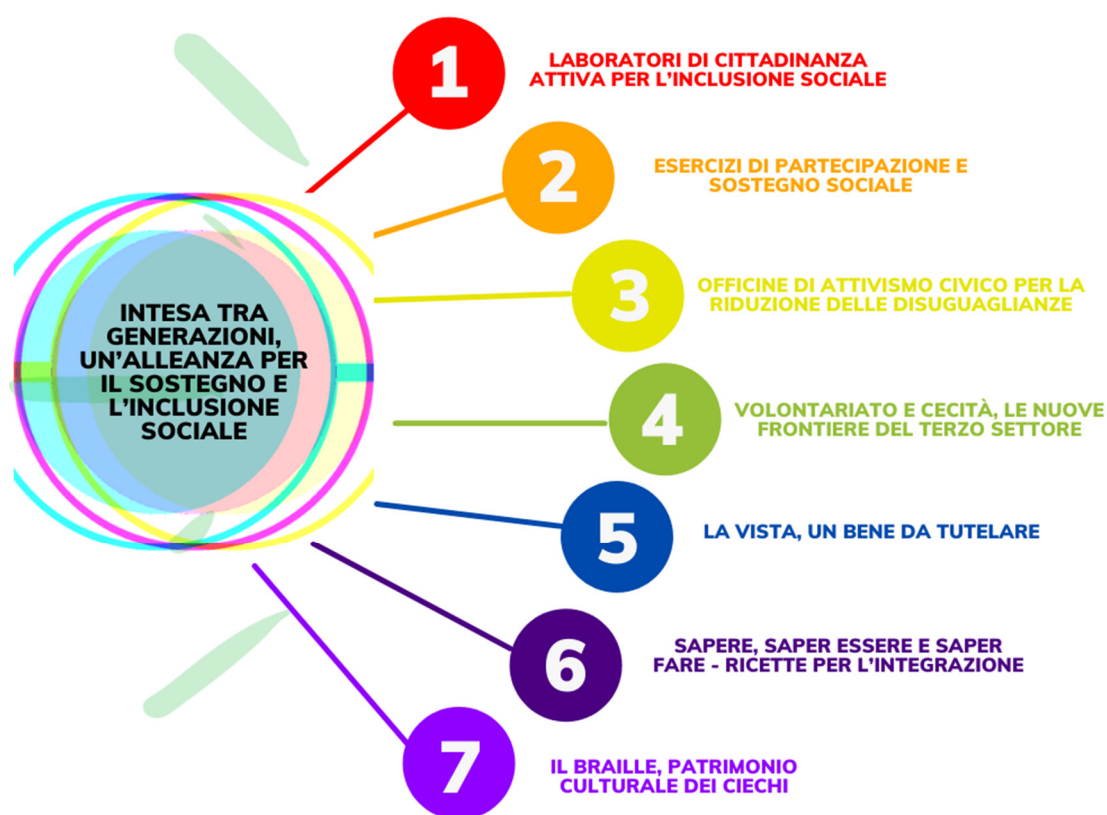 1
LABORATORI DI CITTADINANZA
ATTIVA PER L'INCLUSIONE SOCIALE
2
ESERCIZI DI PARTECIPAZIONE E
SOSTEGNO SOCIALE
3
OFFICINE DI ATTIVISMO CIVICO PER LA
RIDUZIONE DELLE DISUGUAGLIANZE
INTESA TRA
GENERAZIONI,
UN'ALLEANZA PER
IL SOSTEGNO E
L'INCLUSIONE
SOCIALE
4
VOLONTARIATO E CECITÀ, LE NUOVE
FRONTIERE DEL TERZO SETTORE
5
LA VISTA, UN BENE DA TUTELARE
6
SAPERE, SAPER ESSERE E SAPER
FARE - RICETTE PER L'INTEGRAZIONE
7
IL BRAILLE, PATRIMONIO
CULTURALE DEI CIECHI